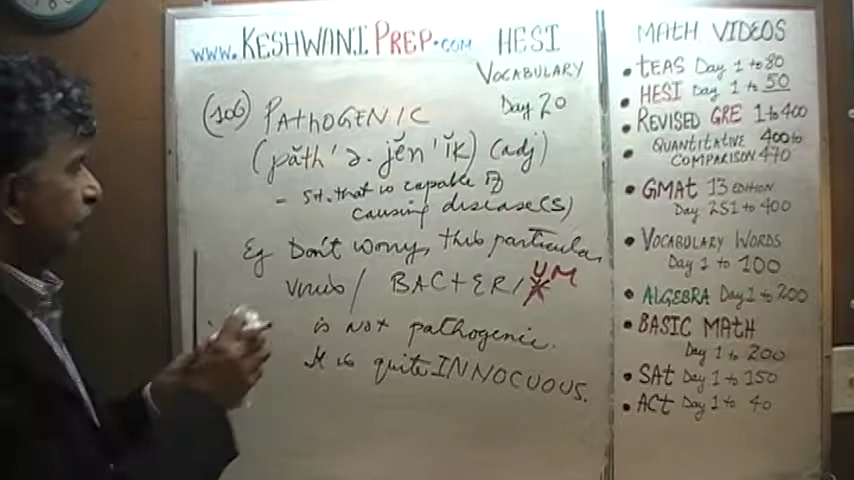 www.KESHWANIPREP.com
HESI
VOCABULARY
Day 20
(106) PATHOGENIC
(păth'ə.jĕn'ĭk) (adj)
= st. that is capable of
causing disease(s)
Eg Don't worry, this particular
virus / BACTERIUM
is not pathogenic.
It is quite INNOCUOUS.
MATH VIDEOS
• TEAS Day 1 to 80
• HESI Day 1 to 50
• REVISED GRE 1 to 400
• QUANTITATIVE 400 to
COMPARISON 470
• GMAT 13 EDITION
Day 251 to 400
• VOCABULARY WORDS
Day 1 to 100
• ALGEBRA Day 1 to 200
• BASIC MATH
Day 1 to 200
• SAT Day 1 to 150
• ACT Day 1 to 40